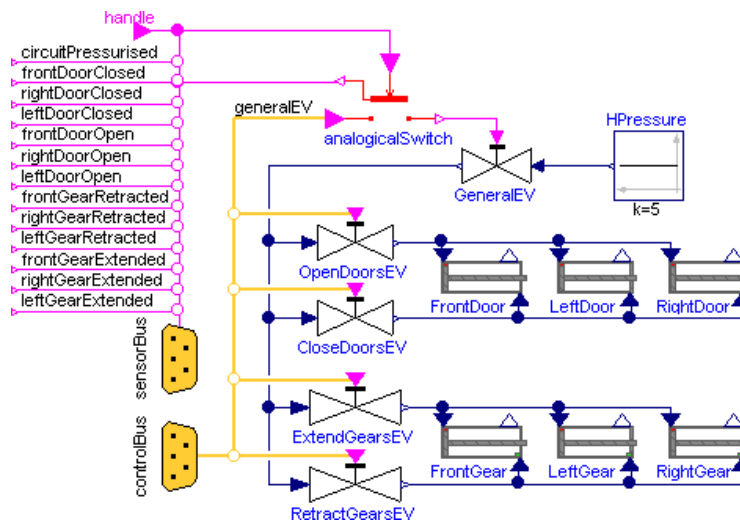 handle
circuitPressurised
frontDoorClosed
rightDoorClosed
leftDoorClosed
frontDoorOpen
rightDoorOpen
leftDoorOpen
frontGearRetracted
rightGearRetracted
leftGearRetracted
frontGearExtended
rightGearExtended
leftGearExtended
sensorBus
controlBus
generalEV
analogicalSwitch
HPressure
k=5
GeneralEV
OpenDoorsEV
FrontDoor
LeftDoor
RightDoor
CloseDoorsEV
ExtendGearsEV
FrontGear
LeftGear
RightGear
RetractGearsEV